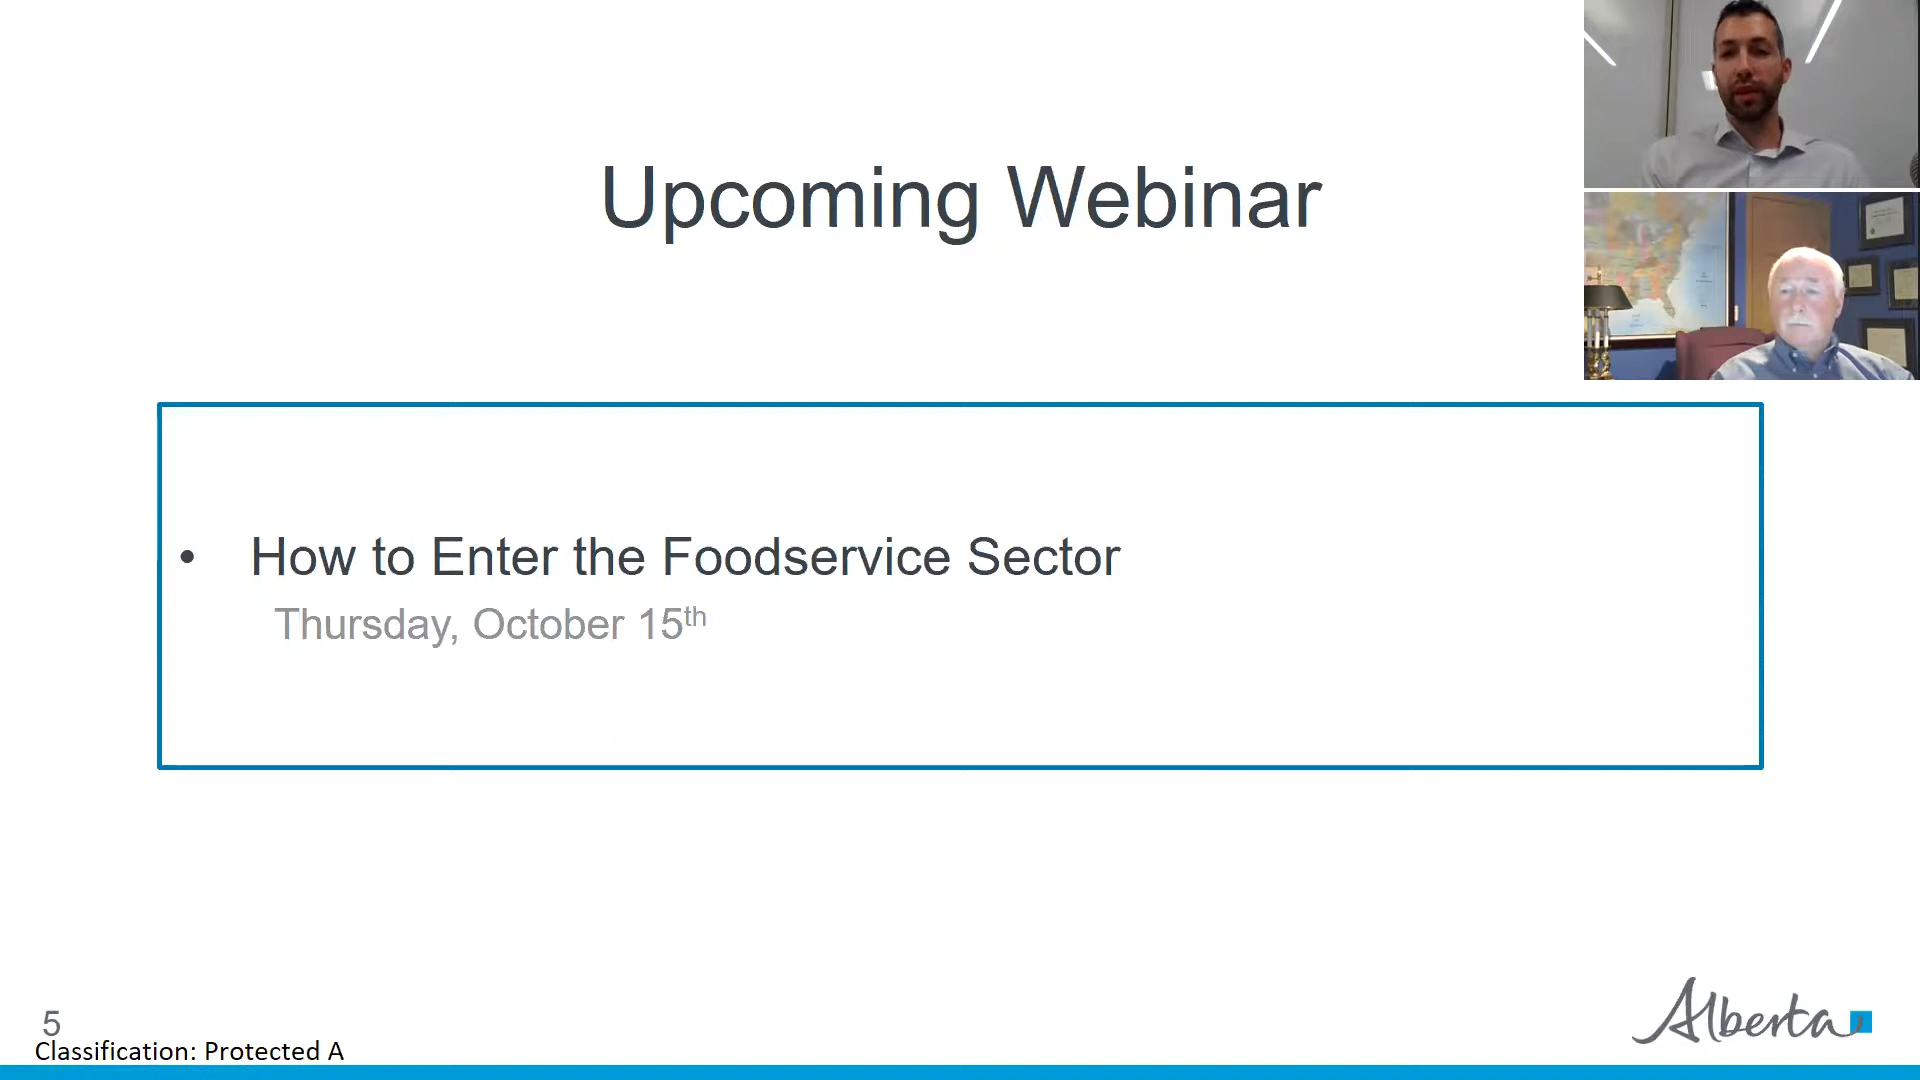 Upcoming Webinar
• How to Enter the Foodservice Sector
Thursday, October 15th
5
Classification: Protected A
Alberta